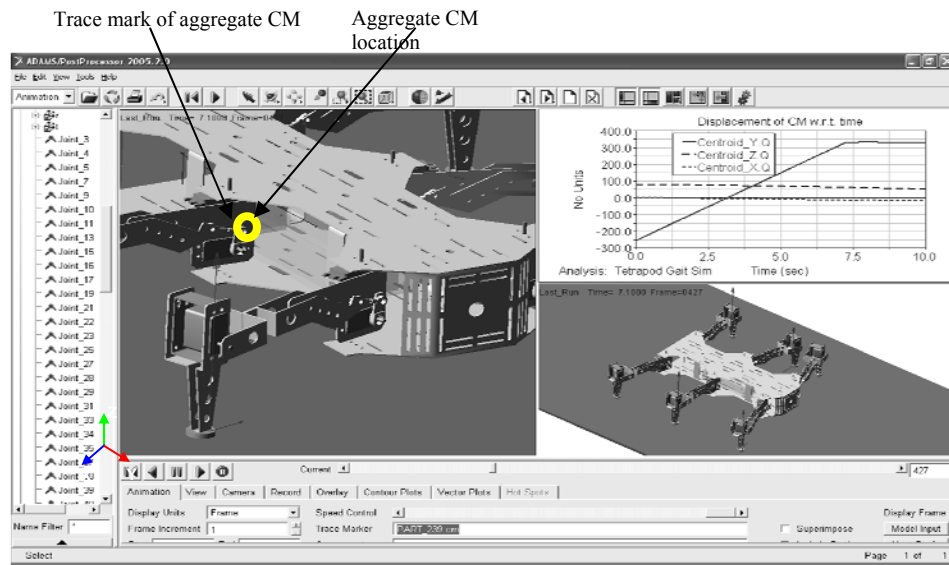 Trace mark of aggregate CM
Aggregate CM
location
ADAMS/PostProcessor 2005.2.0
File Edit View Tools Help
Animation
Last_Run Time= 7.1000 Frame=0427
Joint_3
Joint_4
Joint_5
Joint_7
Joint_9
Joint_10
Joint_11
Joint_13
Joint_15
Joint_16
Joint_17
Joint_19
Joint_21
Joint_22
Joint_23
Joint_25
Joint_27
Joint_28
Joint_29
Joint_31
Joint_33
Joint_34
Joint_35
Joint_39
Name Filter *
Displacement of CM w.r.t. time
Centroid_Y.Q
Centroid_Z.Q
Centroid_X.Q
No Units
400.0
300.0
200.0
100.0
0.0
-100.0
-200.0
-300.0
0.0 2.5 5.0 7.5 10.0
Analysis: Tetrapod Gait Sim Time (sec)
Last_Run Time= 7.1000 Frame=0427
Current 427
Animation View Camera Record Overlay Contour Plots Vector Plots Hot Spots
Display Units Frame Speed Control Display Frame
Frame Increment 1 Trace Marker PART_239.cm Superimpose Model Input
Select Page 1 of 1